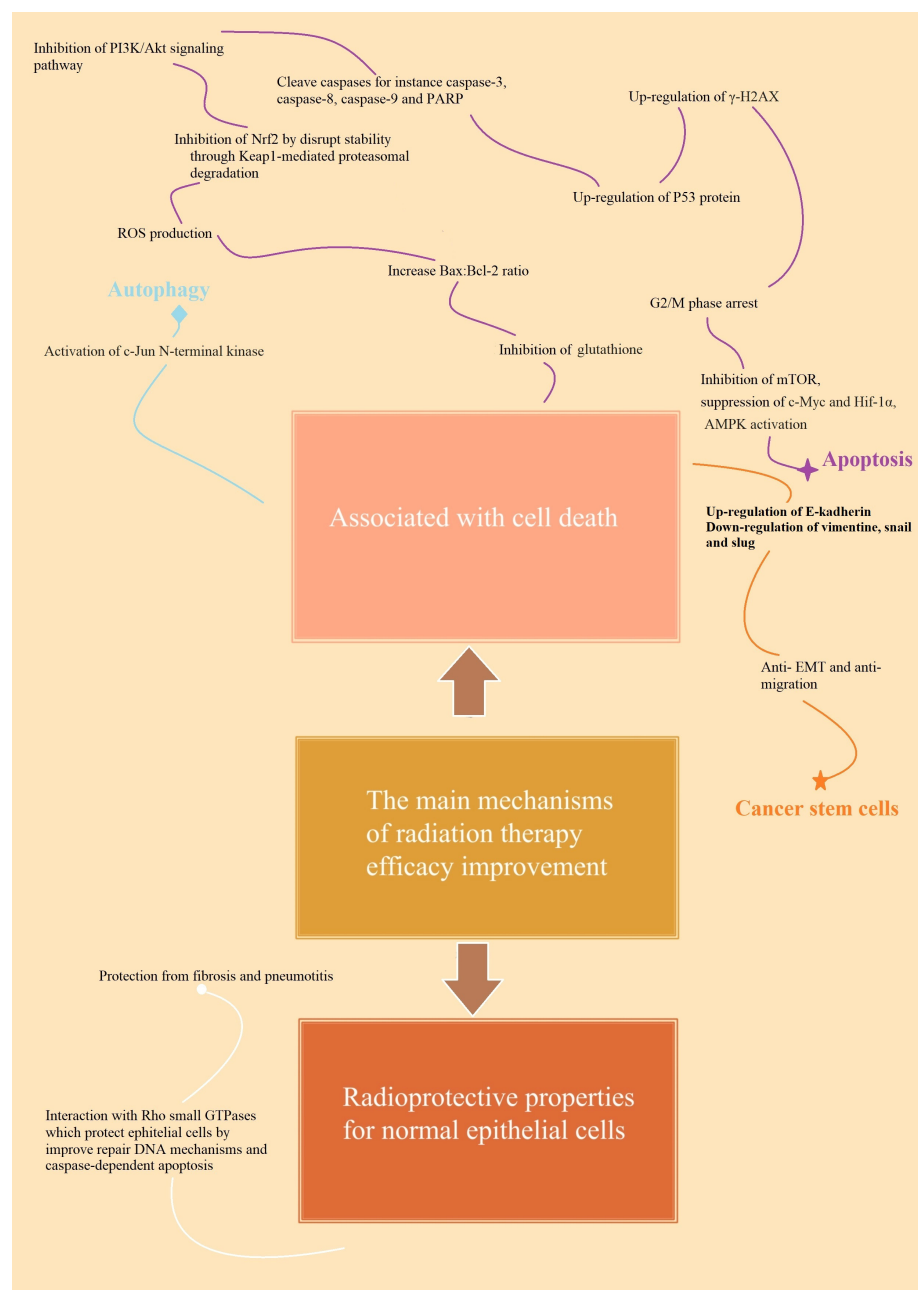 Inhibition of PI3K/Akt signaling
pathway
Cleave caspases for instance caspase-3,
caspase-8, caspase-9 and PARP
Up-regulation of γ-H2AX
Inhibition of Nrf2 by disrupt stability
through Keap1-mediated proteasomal
degradation
Up-regulation of P53 protein
ROS production
Increase Bax:Bcl-2 ratio
Autophagy
G2/M phase arrest
Activation of c-Jun N-terminal kinase
Inhibition of glutathione
Inhibition of mTOR,
suppression of c-Myc and Hif-1α,
AMPK activation
Apoptosis
Associated with cell death
Up-regulation of E-kadherin
Down-regulation of vimentine, snail
and slug
Anti- EMT and anti-
migration
Cancer stem cells
The main mechanisms
of radiation therapy
efficacy improvement
Protection from fibrosis and pneumotitis
Radioprotective properties
for normal epithelial cells
Interaction with Rho small GTPases
which protect ephitelial cells by
improve repair DNA mechanisms and
caspase-dependent apoptosis